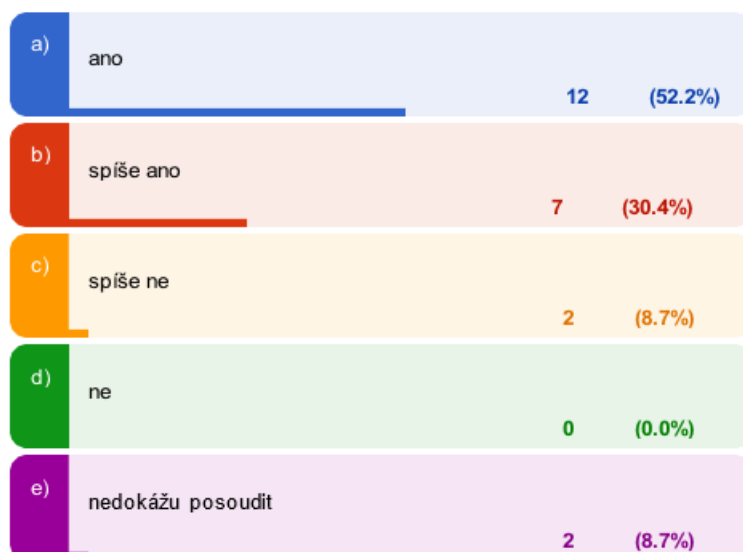 a)
ano
12 (52.2%)
b)
spíše ano
7 (30.4%)
c)
spíše ne
2 (8.7%)
d)
ne
0 (0.0%)
e)
nedokážu posoudit
2 (8.7%)